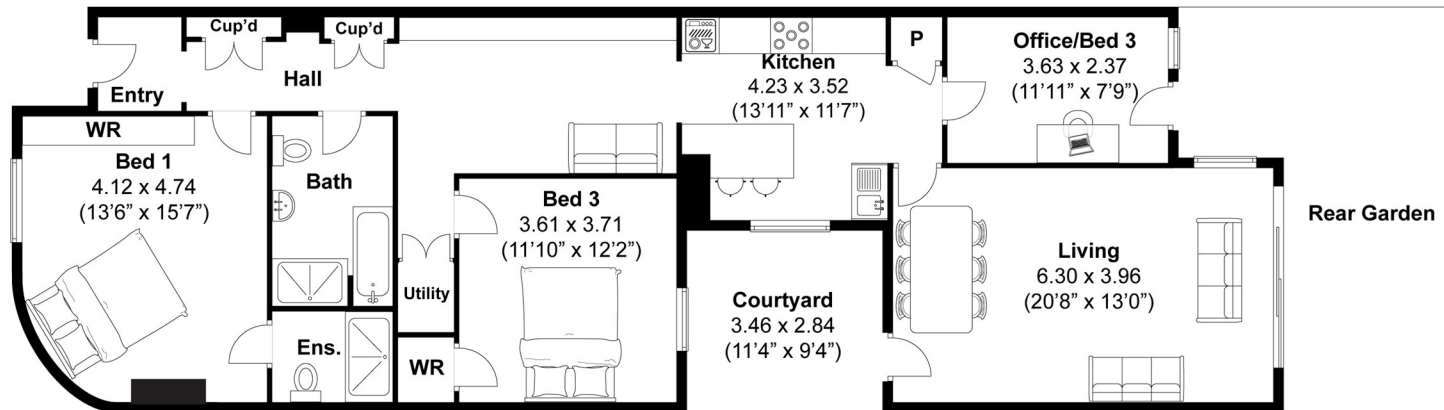 Cup'd
Cup'd
Entry
Hall
Kitchen
4.23 x 3.52
(13'11” x 11'7”)
P
Office/Bed 3
3.63 x 2.37
(11'11” x 7'9”)
WR
Bed 1
4.12 x 4.74
(13'6” x 15'7”)
Bath
Bed 3
3.61 x 3.71
(11'10” x 12'2”)
Utility
Courtyard
3.46 x 2.84
(11'4” x 9'4”)
Living
6.30 x 3.96
(20'8” x 13'0”)
Rear Garden
Ens.
WR